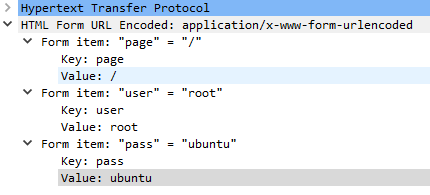 Hypertext Transfer Protocol
HTML Form URL Encoded: application/x-www-form-urlencoded
Form item: "page" = "/"
Key: page
Value: /
Form item: "user" = "root"
Key: user
Value: root
Form item: "pass" = "ubuntu"
Key: pass
Value: ubuntu